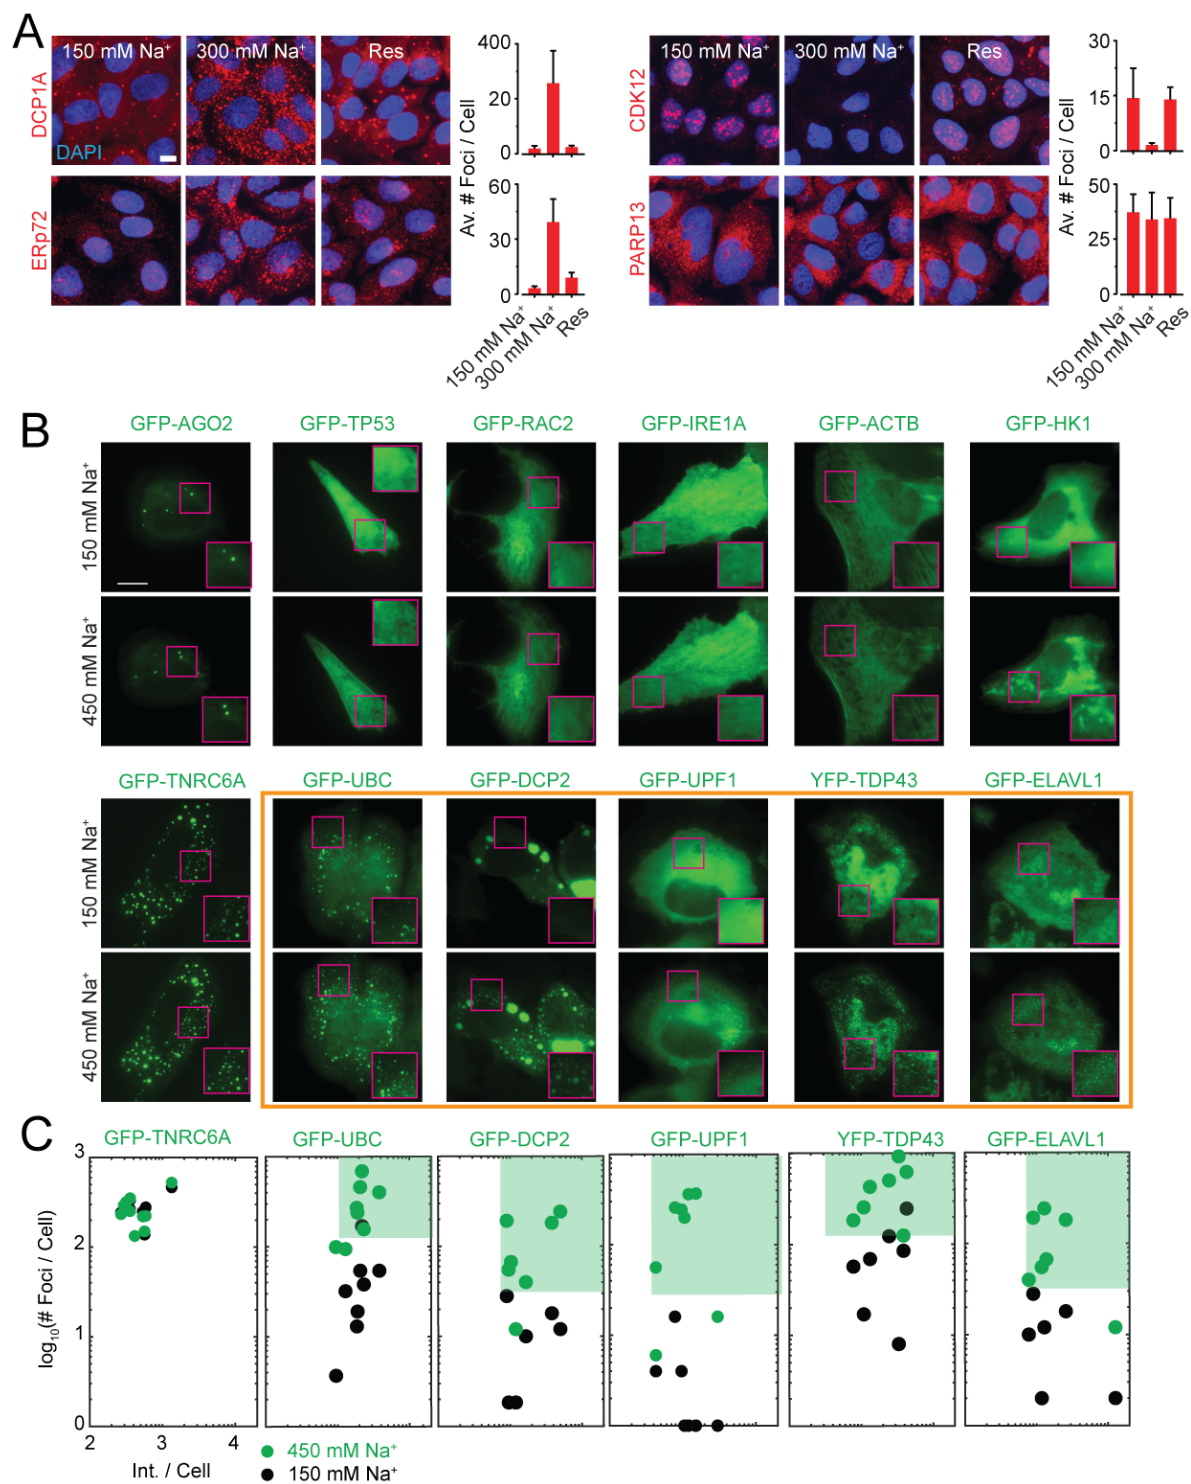 A
150 mM Na⁺ 300 mM Na⁺ Res
DCP1A
DAPI
ERp72
400
20
0
60
30
0
Av. # Foci / Cell
150 mM Na⁺
300 mM Na⁺
Res
150 mM Na⁺ 300 mM Na⁺ Res
CDK12
PARP13
30
15
0
50
25
0
Av. # Foci / Cell
150 mM Na⁺
300 mM Na⁺
Res
B
GFP-AGO2 GFP-TP53 GFP-RAC2 GFP-IRE1A GFP-ACTB GFP-HK1
150 mM Na⁺
450 mM Na⁺
GFP-TNRC6A GFP-UBC GFP-DCP2 GFP-UPF1 YFP-TDP43 GFP-ELAVL1
150 mM Na⁺
450 mM Na⁺
C
GFP-TNRC6A GFP-UBC GFP-DCP2 GFP-UPF1 YFP-TDP43 GFP-ELAVL1
log₁₀(# Foci / Cell)
3
2
1
0
2 3 4
Int. / Cell
450 mM Na⁺
150 mM Na⁺